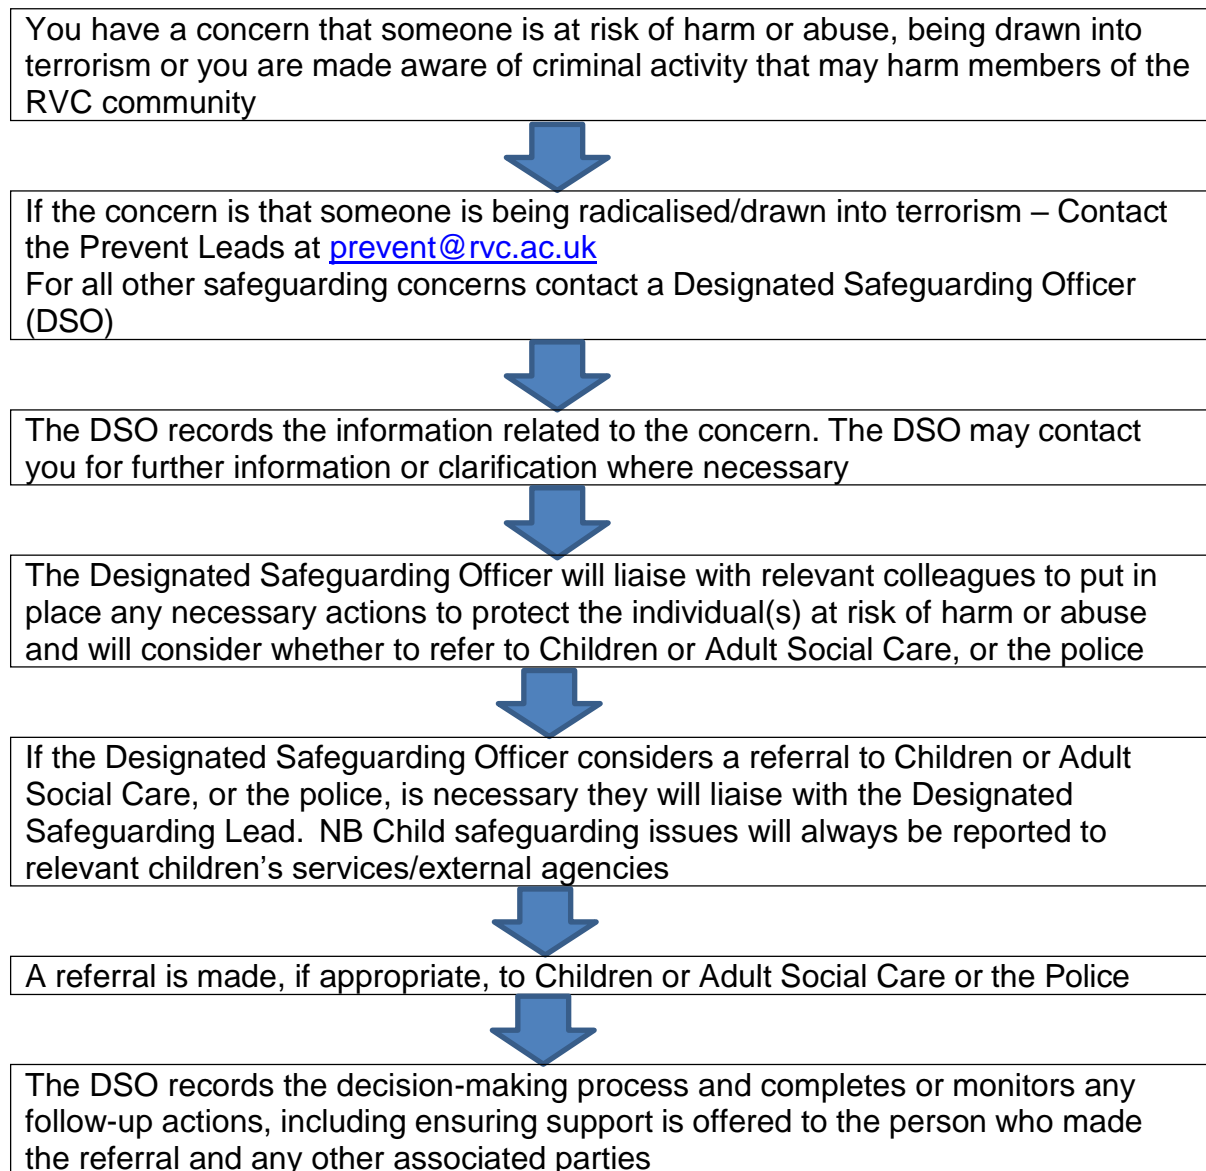 You have a concern that someone is at risk of harm or abuse, being drawn into
terrorism or you are made aware of criminal activity that may harm members of the
RVC community
If the concern is that someone is being radicalised/drawn into terrorism – Contact
the Prevent Leads at prevent@rvc.ac.uk
For all other safeguarding concerns contact a Designated Safeguarding Officer
(DSO)
The DSO records the information related to the concern. The DSO may contact
you for further information or clarification where necessary
The Designated Safeguarding Officer will liaise with relevant colleagues to put in
place any necessary actions to protect the individual(s) at risk of harm or abuse
and will consider whether to refer to Children or Adult Social Care, or the police
If the Designated Safeguarding Officer considers a referral to Children or Adult
Social Care, or the police, is necessary they will liaise with the Designated
Safeguarding Lead. NB Child safeguarding issues will always be reported to
relevant children’s services/external agencies
A referral is made, if appropriate, to Children or Adult Social Care or the Police
The DSO records the decision-making process and completes or monitors any
follow-up actions, including ensuring support is offered to the person who made
the referral and any other associated parties